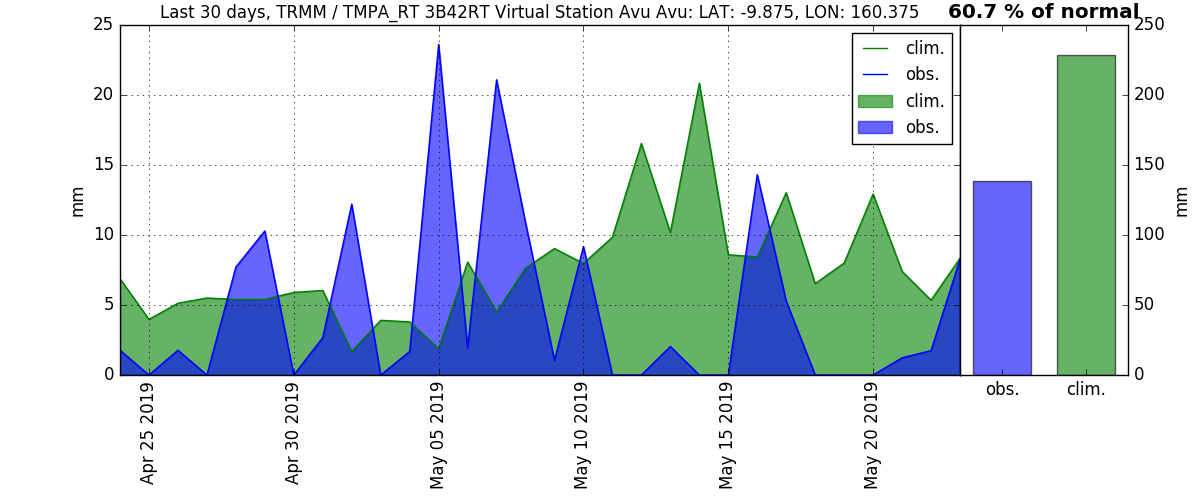 Last 30 days, TRMM / TMPA_RT 3B42RT Virtual Station Avu Avu: LAT: -9.875, LON: 160.375
60.7 % of normal
mm
25
20
15
10
5
0
clim.
obs.
clim.
obs.
Apr 25 2019
Apr 30 2019
May 05 2019
May 10 2019
May 15 2019
May 20 2019
obs.
clim.
250
200
150
100
50
0
mm